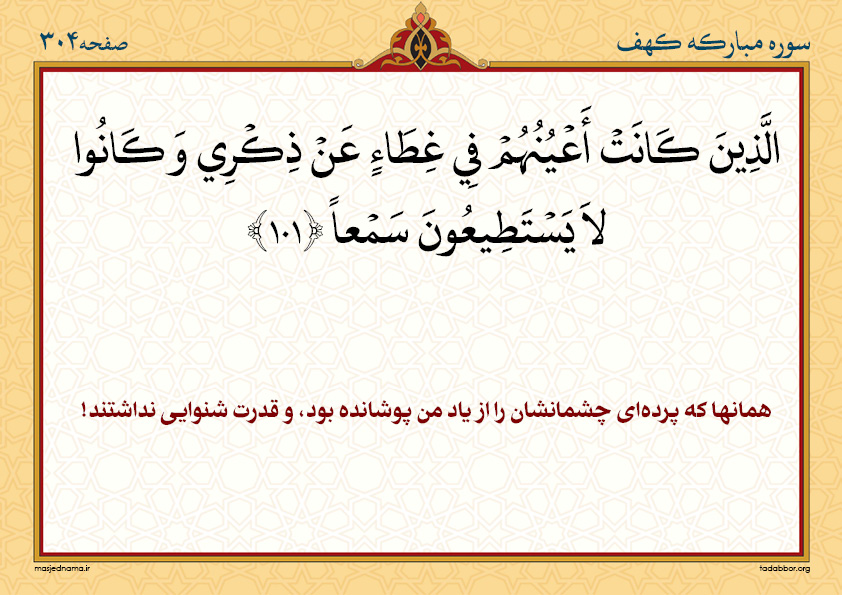 سوره مبارکه کهف
صفحه۳۰۴
الَّذِينَ كَانَتْ أَعْيُنُهُمْ فِي غِطَاءٍ عَنْ ذِكْرِي وَ كَانُوا
لاَ يَسْتَطِيعُونَ سَمْعاً ﴿۱۰۱﴾
همانها که پرده‌ای چشمانشان را از یاد من پوشانده بود، و قدرت شنوایی نداشتند!
masjednama.ir
tadabbor.org